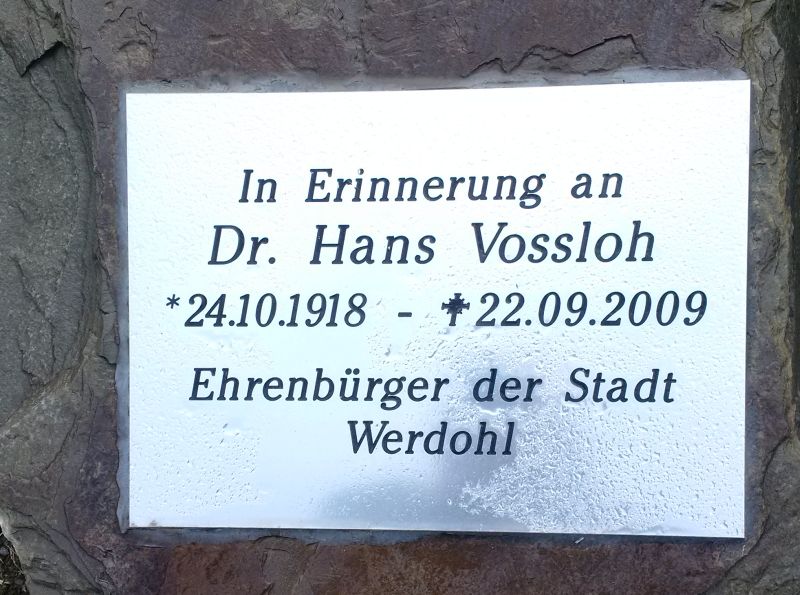 In Erinnerung an
Dr. Hans Vossloh
*24.10.1918 - ✝22.09.2009
Ehrenbürger der Stadt
Werdohl